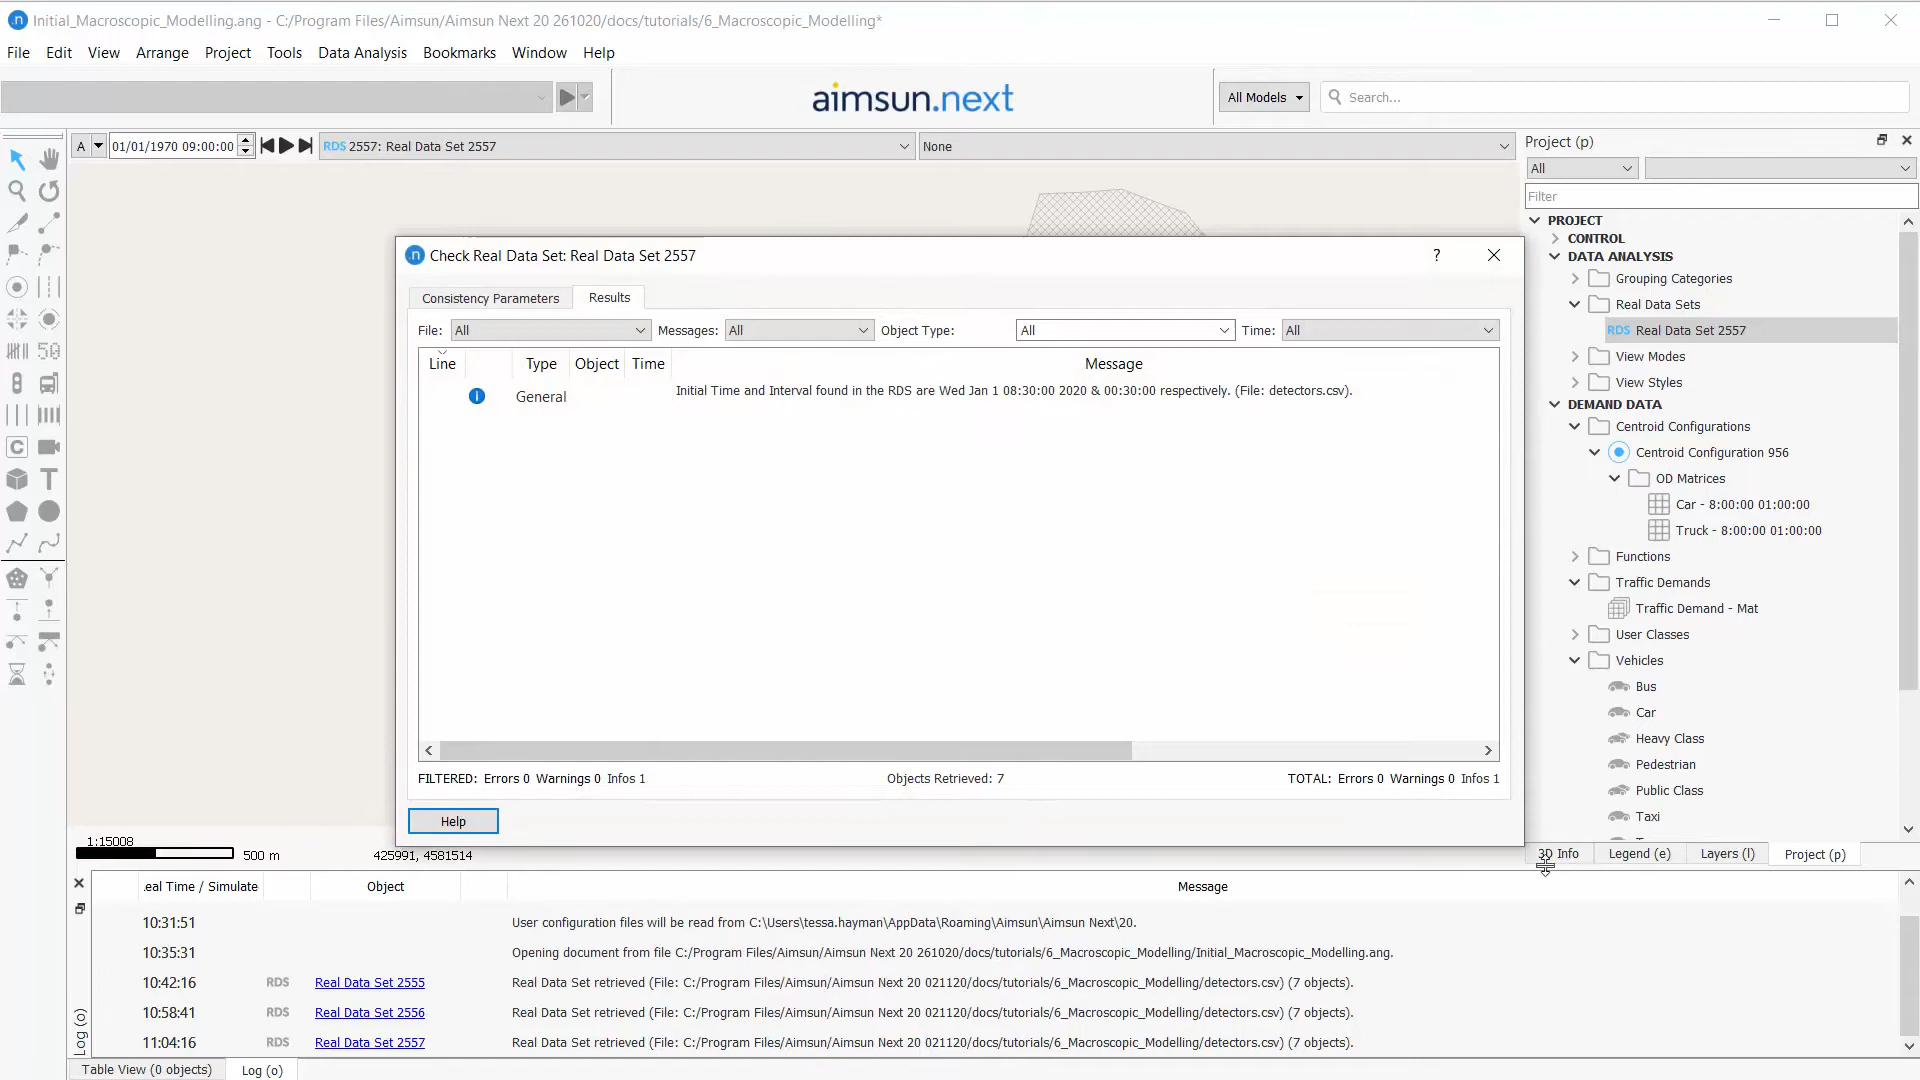 Initial_Macroscopic_Modelling.ang - C:/Program Files/Aimsun/Aimsun Next 20 261020/docs/tutorials/6_Macroscopic_Modelling*
File Edit View Arrange Project Tools Data Analysis Bookmarks Window Help
aimsun.next
All Models
Search...
A 01/01/1970 09:00:00 RDS 2557: Real Data Set 2557 None
Project (p)
All
Filter
PROJECT
CONTROL
DATA ANALYSIS
Grouping Categories
Real Data Sets
RDS Real Data Set 2557
View Modes
View Styles
DEMAND DATA
Centroid Configurations
Centroid Configuration 956
OD Matrices
Car - 8:00:00 01:00:00
Truck - 8:00:00 01:00:00
Functions
Traffic Demands
Traffic Demand - Mat
User Classes
Vehicles
Bus
Car
Heavy Class
Pedestrian
Public Class
Taxi
3D Info Legend (e) Layers (l) Project (p)
Check Real Data Set: Real Data Set 2557 ?
Consistency Parameters Results
File: All Messages: All Object Type: All Time: All
Line Type Object Time Message
General Initial Time and Interval found in the RDS are Wed Jan 1 08:30:00 2020 & 00:30:00 respectively. (File: detectors.csv).
FILTERED: Errors 0 Warnings 0 Infos 1 Objects Retrieved: 7 TOTAL: Errors 0 Warnings 0 Infos 1
Help
50
C
T
1:15008
500 m 425991, 4581514
.eal Time / Simulate Object Message
10:31:51 User configuration files will be read from C:\Users\tessa.hayman\AppData\Roaming\Aimsun\Aimsun Next\20.
10:35:31 Opening document from file C:/Program Files/Aimsun/Aimsun Next 20 261020/docs/tutorials/6_Macroscopic_Modelling/Initial_Macroscopic_Modelling.ang.
10:42:16 RDS Real Data Set 2555 Real Data Set retrieved (File: C:/Program Files/Aimsun/Aimsun Next 20 021120/docs/tutorials/6_Macroscopic_Modelling/detectors.csv) (7 objects).
10:58:41 RDS Real Data Set 2556 Real Data Set retrieved (File: C:/Program Files/Aimsun/Aimsun Next 20 021120/docs/tutorials/6_Macroscopic_Modelling/detectors.csv) (7 objects).
11:04:16 RDS Real Data Set 2557 Real Data Set retrieved (File: C:/Program Files/Aimsun/Aimsun Next 20 021120/docs/tutorials/6_Macroscopic_Modelling/detectors.csv) (7 objects).
Log (o)
Table View (0 objects) Log (o)